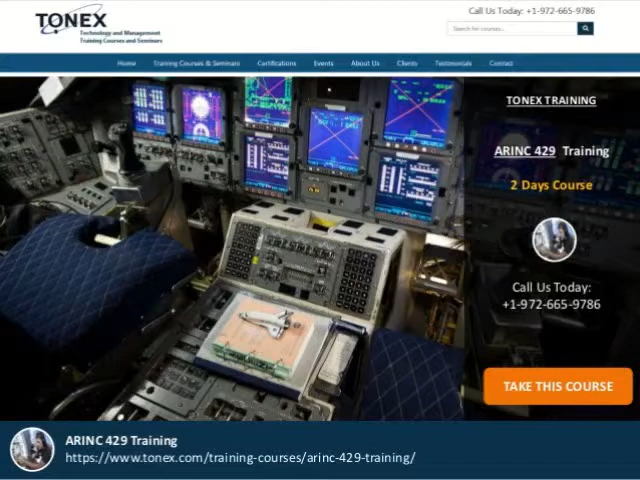 TONEX
Technology and Management
Training Courses and Seminars
Call Us Today: +1-972-665-9786
Search for courses...
Home Training Courses & Seminars Certifications Events About Us Clients Testimonials Contact
TONEX TRAINING
ARINC 429 Training
2 Days Course
Call Us Today:
+1-972-665-9786
TAKE THIS COURSE
ARINC 429 Training
https://www.tonex.com/training-courses/arinc-429-training/